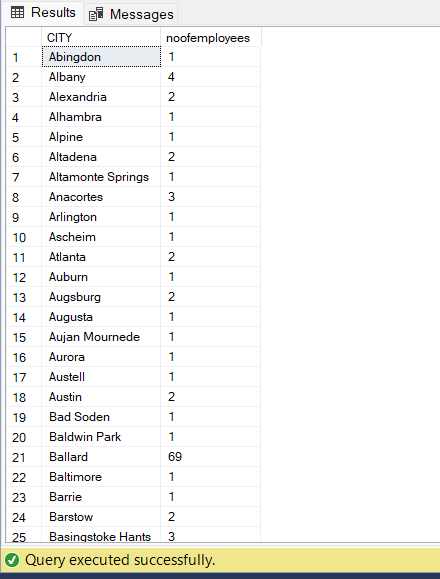 Results Messages
CITY noofemployees
1 Abingdon 1
2 Albany 4
3 Alexandria 2
4 Alhambra 1
5 Alpine 1
6 Altadena 2
7 Altamonte Springs 1
8 Anacortes 3
9 Arlington 1
10 Ascheim 1
11 Atlanta 2
12 Auburn 1
13 Augsburg 2
14 Augusta 1
15 Aujan Mournede 1
16 Aurora 1
17 Austell 1
18 Austin 2
19 Bad Soden 1
20 Baldwin Park 1
21 Ballard 69
22 Baltimore 1
23 Barrie 1
24 Barstow 2
25 Basingstoke Hants 3
Query executed successfully.